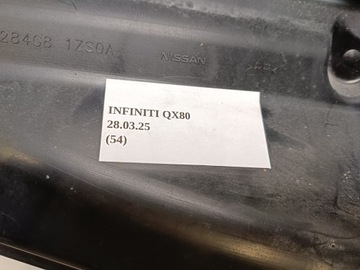 284G8 1ZS0A
NISSAN
INFINITI QX80
28.03.25
(54)